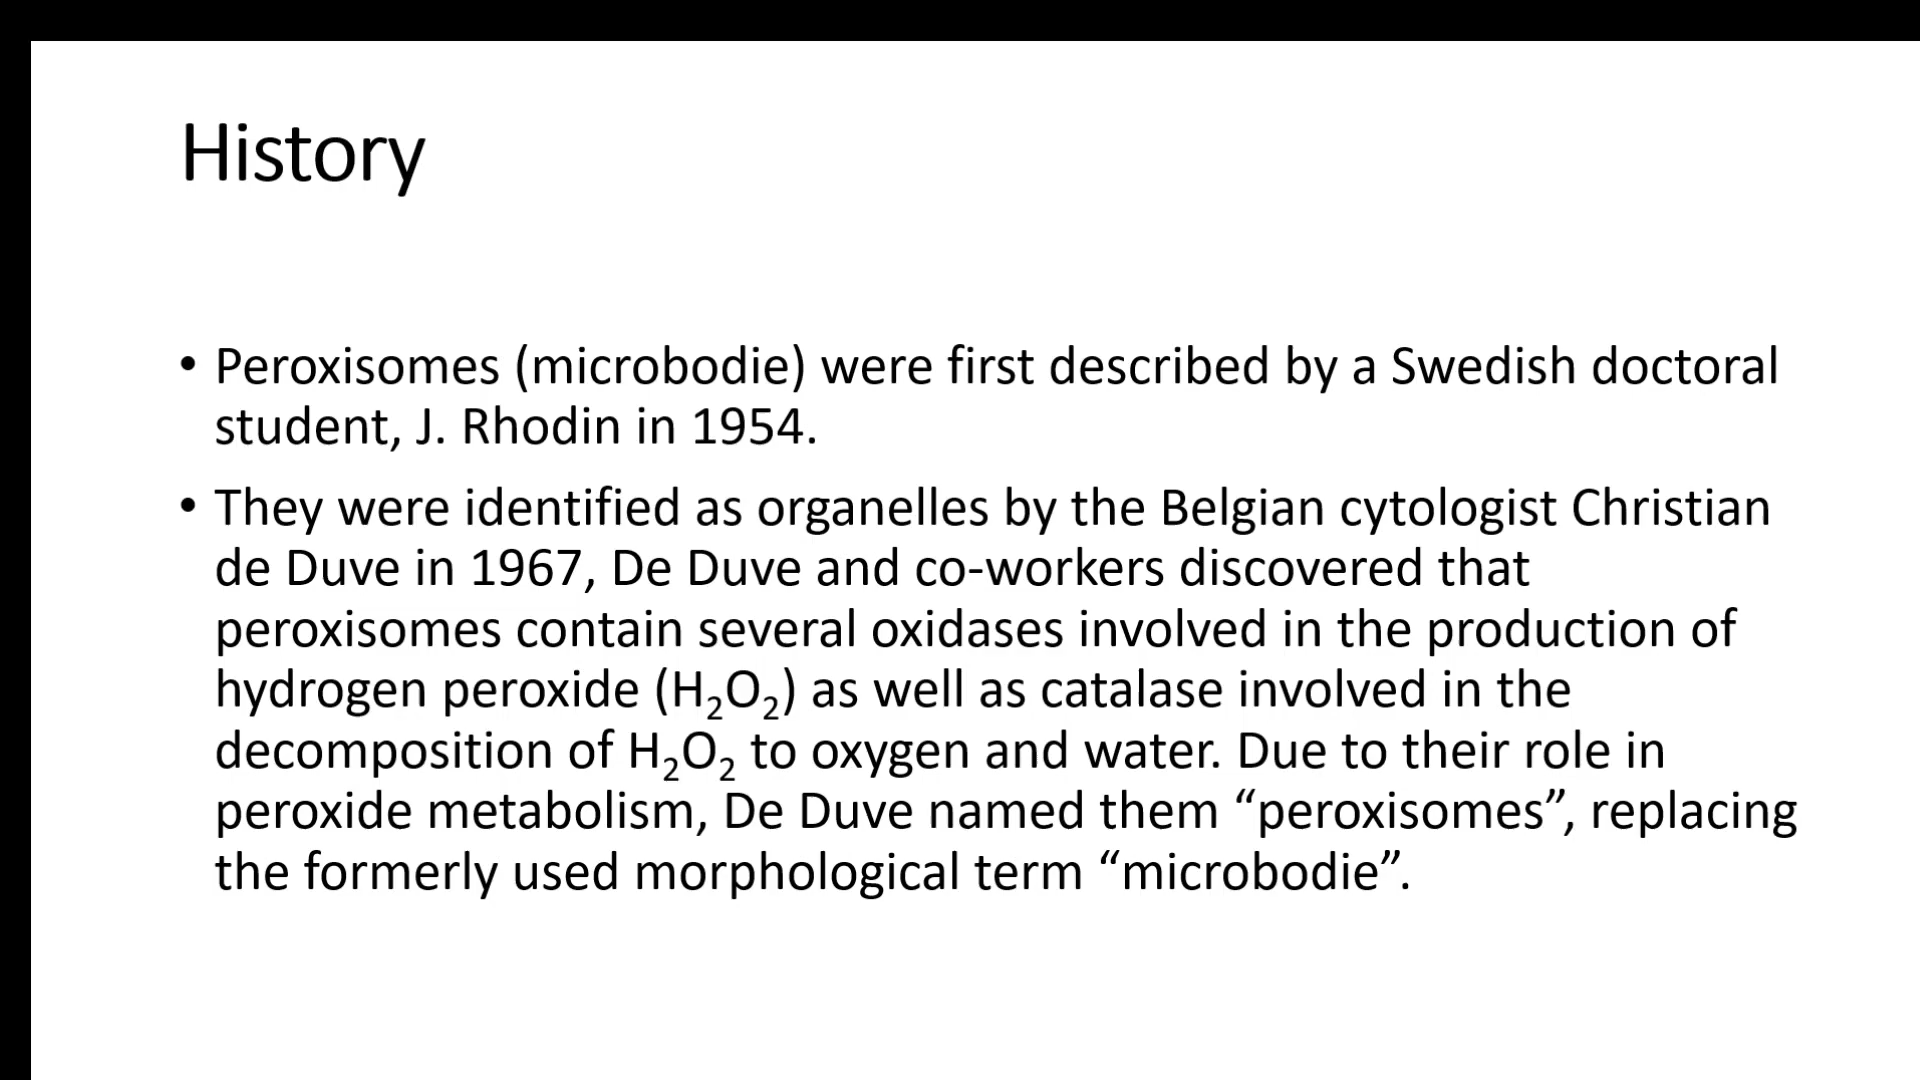 History
• Peroxisomes (microbodie) were first described by a Swedish doctoral
student, J. Rhodin in 1954.
• They were identified as organelles by the Belgian cytologist Christian
de Duve in 1967, De Duve and co-workers discovered that
peroxisomes contain several oxidases involved in the production of
hydrogen peroxide (H₂O₂) as well as catalase involved in the
decomposition of H₂O₂ to oxygen and water. Due to their role in
peroxide metabolism, De Duve named them “peroxisomes”, replacing
the formerly used morphological term “microbodie”.